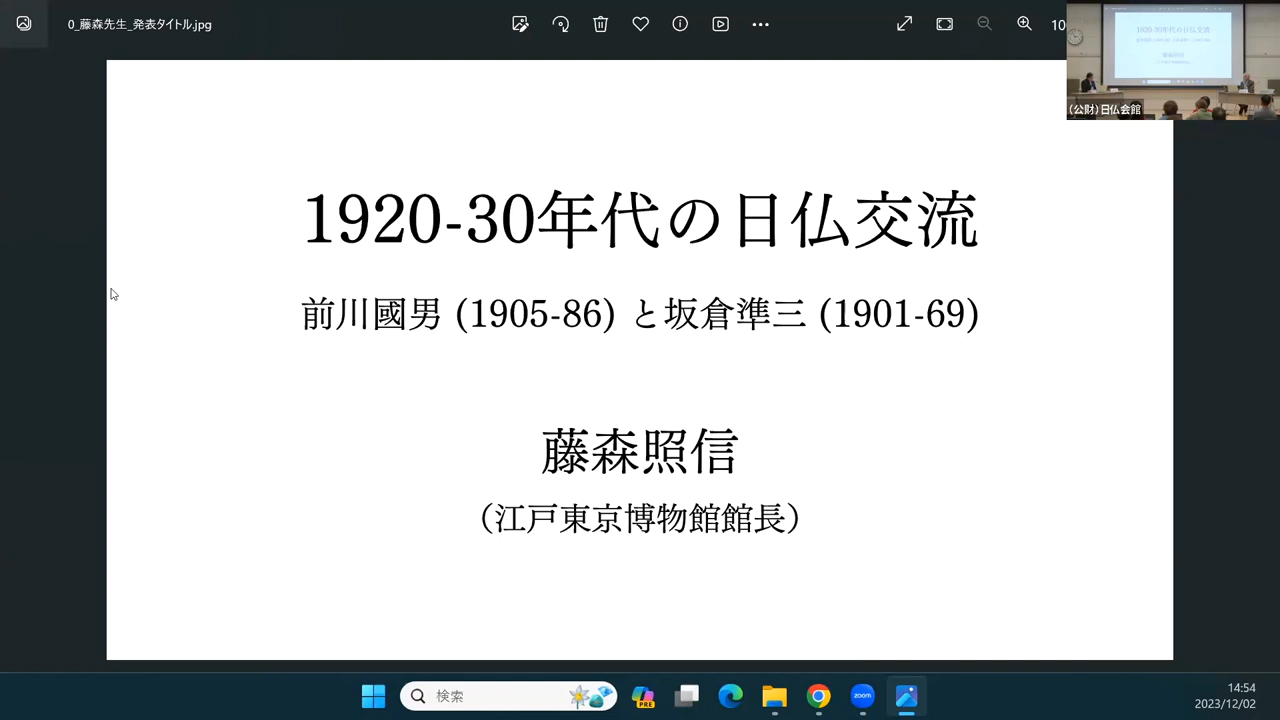 0_藤森先生_発表タイトル.jpg
10
(公財)日仏会館
1920-30年代の日仏交流
前川國男 (1905-86) と坂倉準三 (1901-69)
藤森照信
（江戸東京博物館館長）
検索
PRE
zoom
14:54
2023/12/02